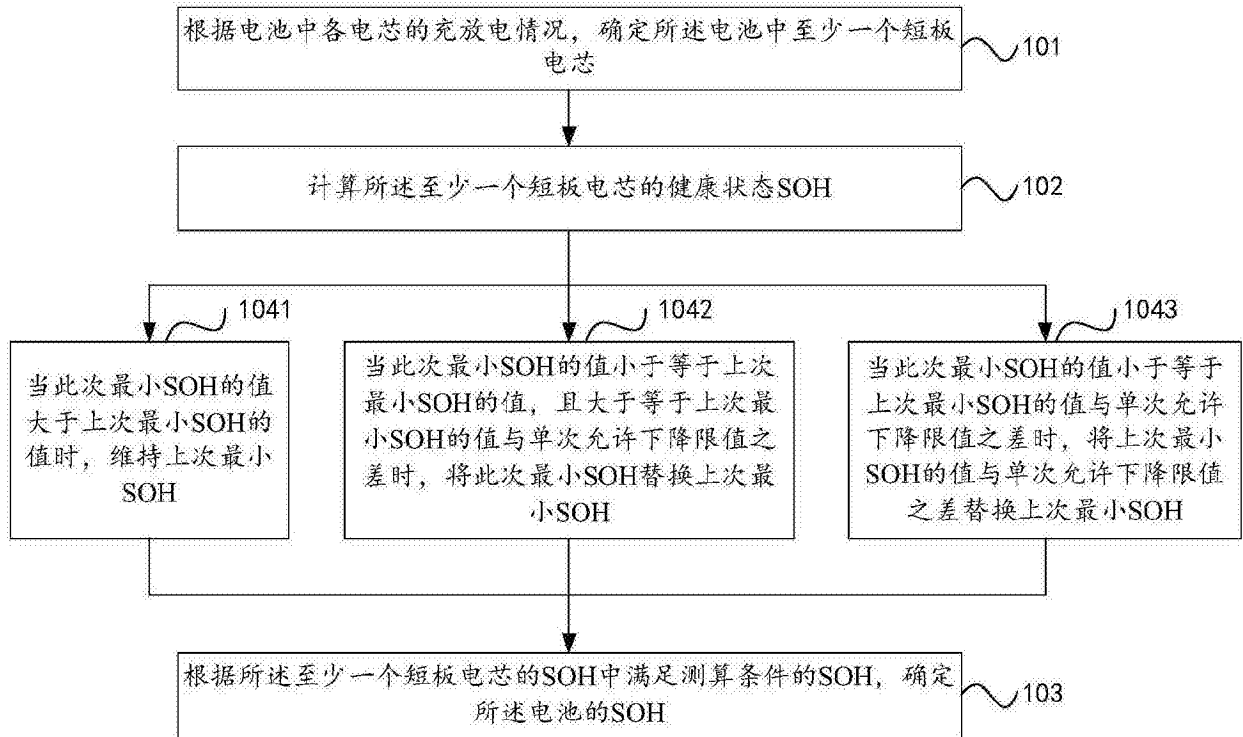 根据电池中各电芯的充放电情况，确定所述电池中至少一个短板
电芯
101
计算所述至少一个短板电芯的健康状态SOH
102
1041
当此次最小SOH的值
大于上次最小SOH的
值时，维持上次最小
SOH
1042
当此次最小SOH的值小于等于上次
最小SOH的值，且大于等于上次最
小SOH的值与单次允许下降限值之
差时，将此次最小SOH替换上次最
小SOH
1043
当此次最小SOH的值小于等于
上次最小SOH的值与单次允许
下降限值之差时，将上次最小
SOH的值与单次允许下降限值
之差替换上次最小SOH
根据所述至少一个短板电芯的SOH中满足测算条件的SOH，确定
所述电池的SOH
103